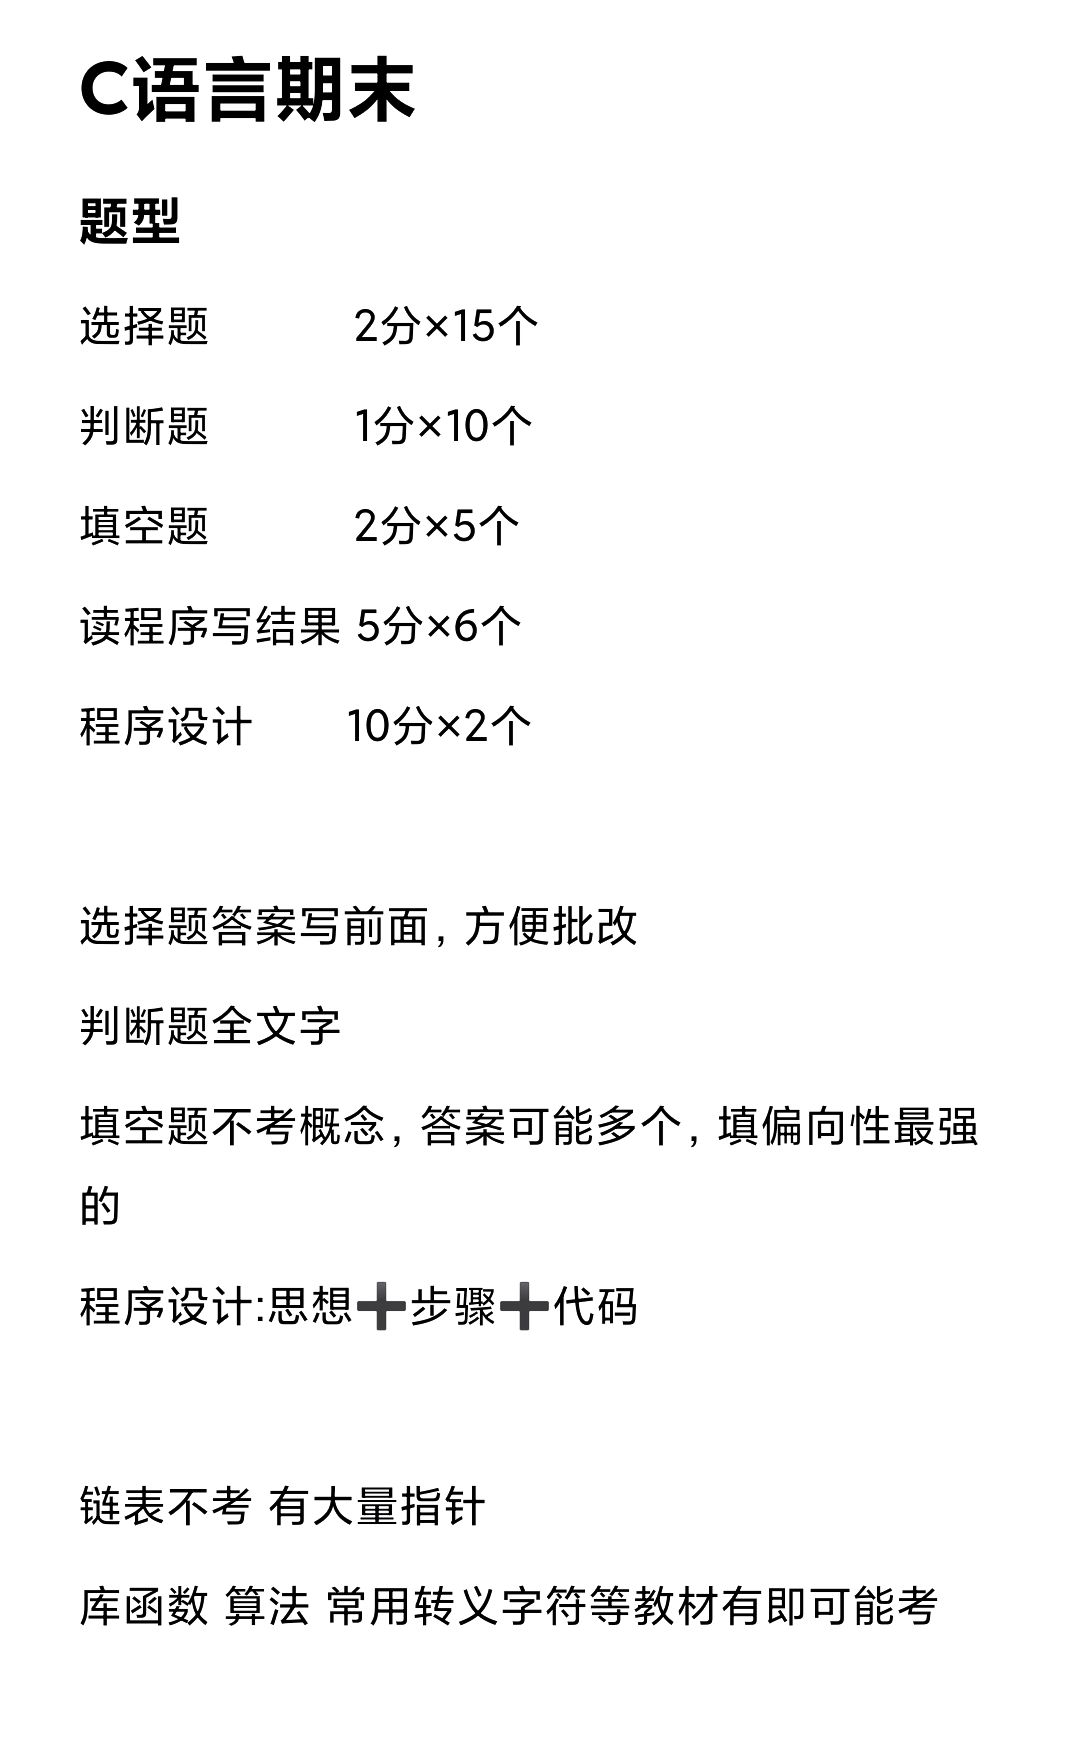 C语言期末
题型
选择题 2分×15个
判断题 1分×10个
填空题 2分×5个
读程序写结果 5分×6个
程序设计 10分×2个
选择题答案写前面，方便批改
判断题全文字
填空题不考概念，答案可能多个，填偏向性最强
的
程序设计:思想➕步骤➕代码
链表不考 有大量指针
库函数 算法 常用转义字符等教材有即可能考